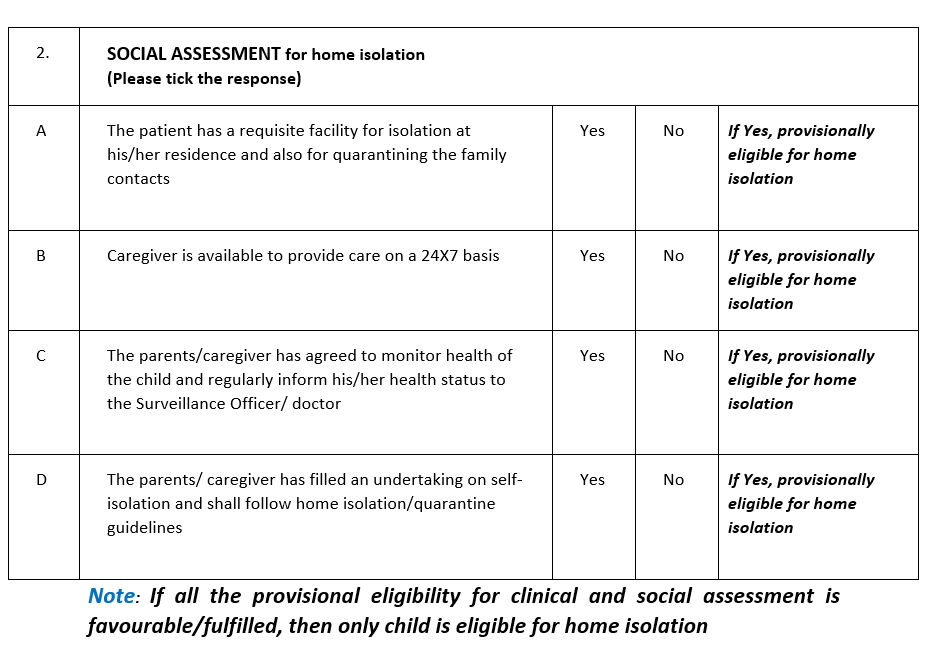 2.
SOCIAL ASSESSMENT for home isolation
(Please tick the response)
A
The patient has a requisite facility for isolation at
his/her residence and also for quarantining the family
contacts
Yes
No
If Yes, provisionally
eligible for home
isolation
B
Caregiver is available to provide care on a 24X7 basis
Yes
No
If Yes, provisionally
eligible for home
isolation
C
The parents/caregiver has agreed to monitor health of
the child and regularly inform his/her health status to
the Surveillance Officer/ doctor
Yes
No
If Yes, provisionally
eligible for home
isolation
D
The parents/ caregiver has filled an undertaking on self-
isolation and shall follow home isolation/quarantine
guidelines
Yes
No
If Yes, provisionally
eligible for home
isolation
Note: If all the provisional eligibility for clinical and social assessment is
favourable/fulfilled, then only child is eligible for home isolation